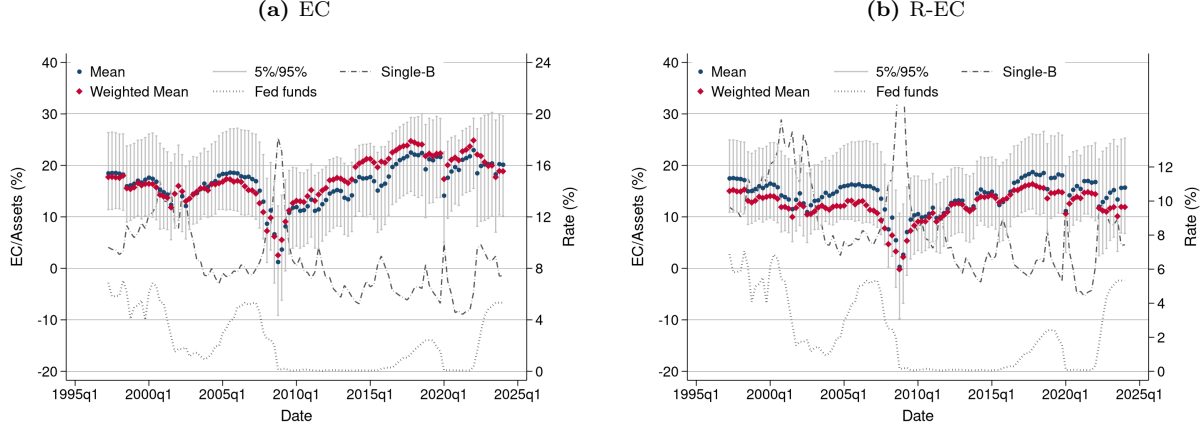 (a) EC
EC/Assets (%)
40
30
20
10
0
-10
-20
24
20
16
12
8
4
0
Rate (%)
Mean
5%/95%
Single-B
Weighted Mean
Fed funds
1995q1 2000q1 2005q1 2010q1 2015q1 2020q1 2025q1
Date
(b) R-EC
EC/Assets (%)
40
30
20
10
0
-10
-20
12
10
8
6
4
2
0
Rate (%)
Mean
5%/95%
Single-B
Weighted Mean
Fed funds
1995q1 2000q1 2005q1 2010q1 2015q1 2020q1 2025q1
Date